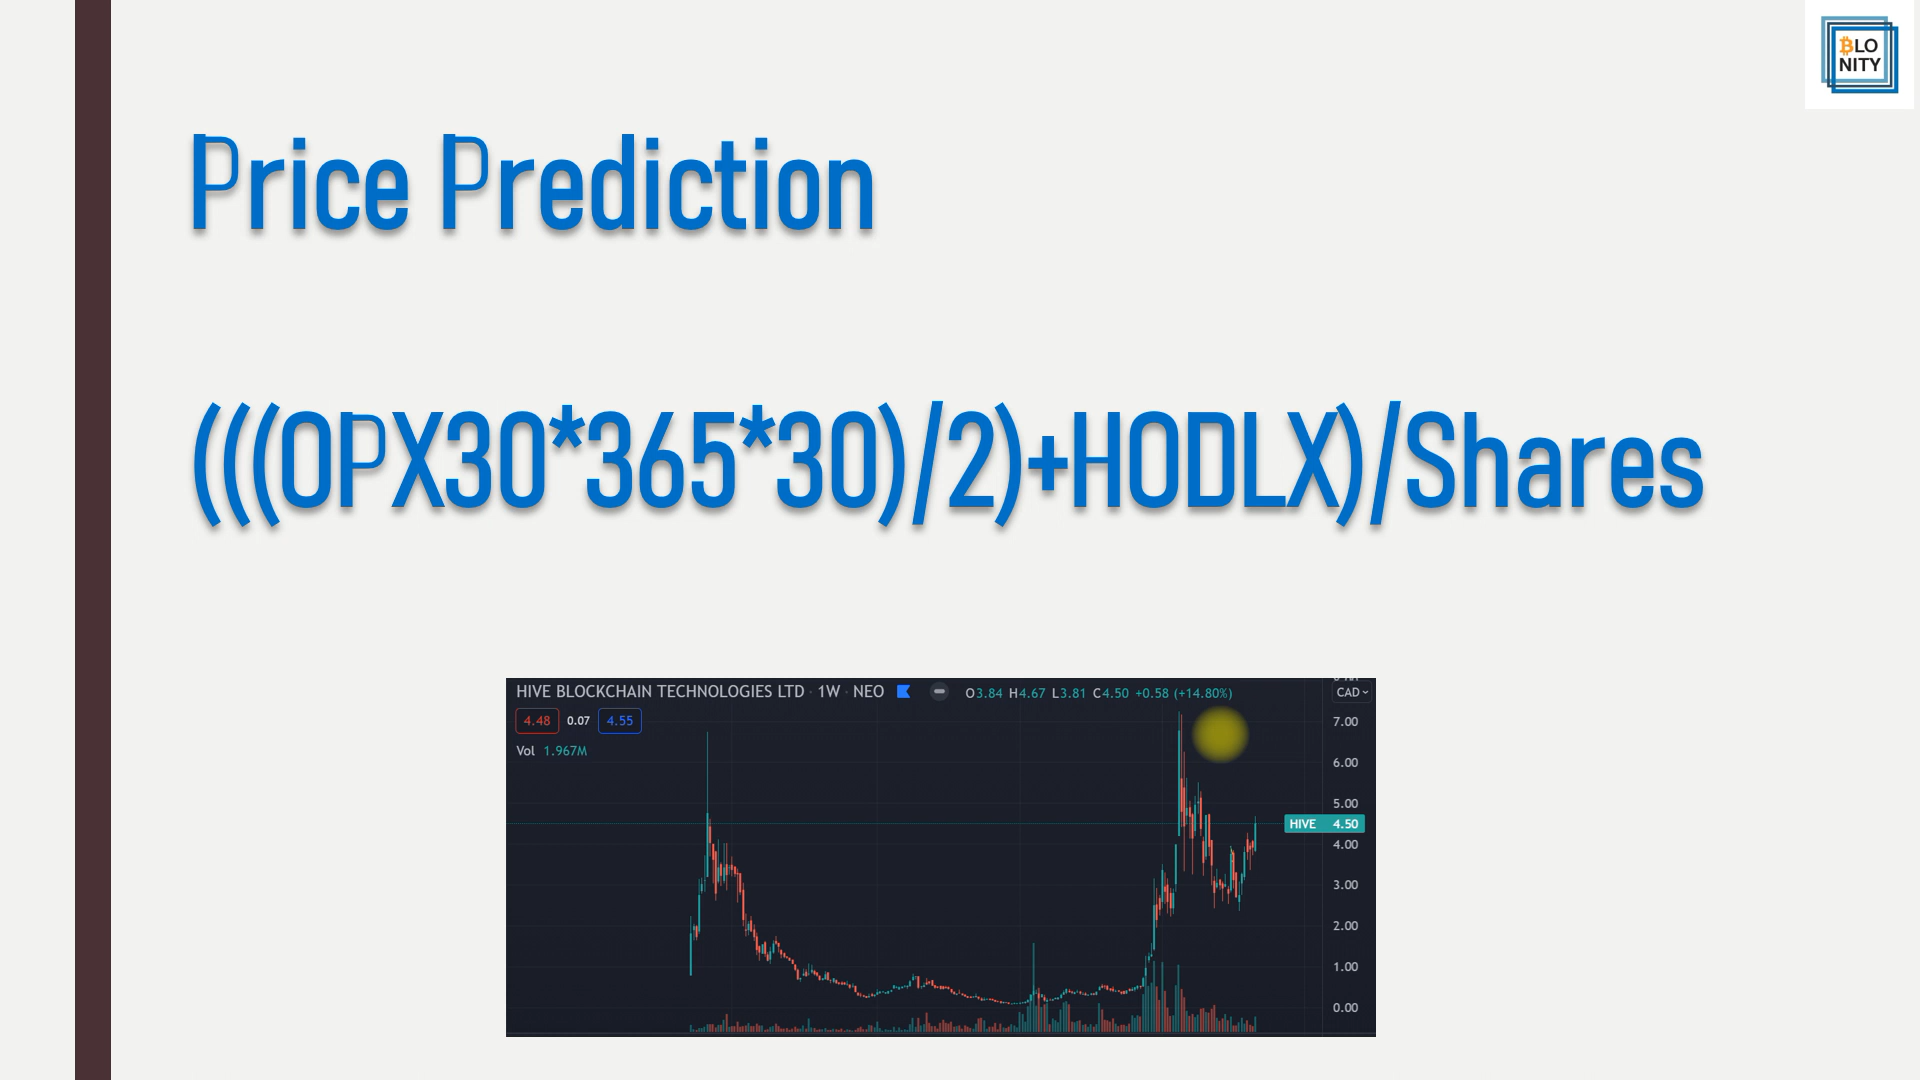 ₿LO
NITY
Price Prediction
(((OPX30*365*30)/2)+HODLX)/Shares
HIVE BLOCKCHAIN TECHNOLOGIES LTD · 1W · NEO O3.84 H4.67 L3.81 C4.50 +0.58 (+14.80%) CAD
4.48 0.07 4.55
Vol 1.967M
7.00
6.00
5.00
HIVE 4.50
4.00
3.00
2.00
1.00
0.00